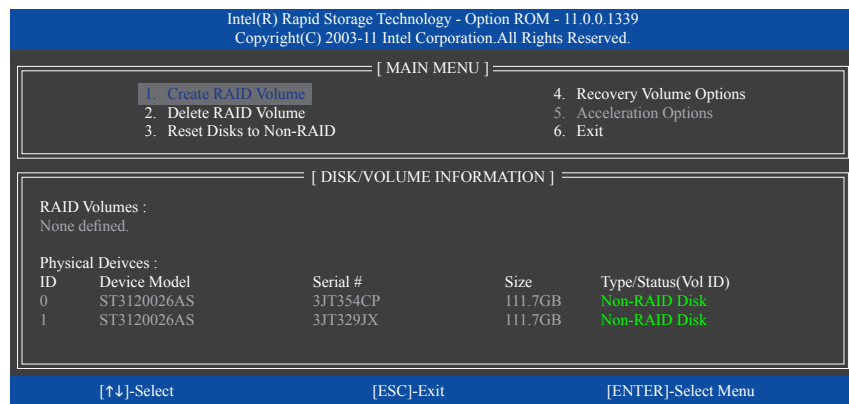 Intel(R) Rapid Storage Technology - Option ROM - 11.0.0.1339
Copyright(C) 2003-11 Intel Corporation.All Rights Reserved.
[ MAIN MENU ]
1. Create RAID Volume
2. Delete RAID Volume
3. Reset Disks to Non-RAID
4. Recovery Volume Options
5. Acceleration Options
6. Exit
[ DISK/VOLUME INFORMATION ]
RAID Volumes :
None defined.
Physical Deivces :
ID Device Model Serial # Size Type/Status(Vol ID)
0 ST3120026AS 3JT354CP 111.7GB Non-RAID Disk
1 ST3120026AS 3JT329JX 111.7GB Non-RAID Disk
[↑↓]-Select [ESC]-Exit [ENTER]-Select Menu